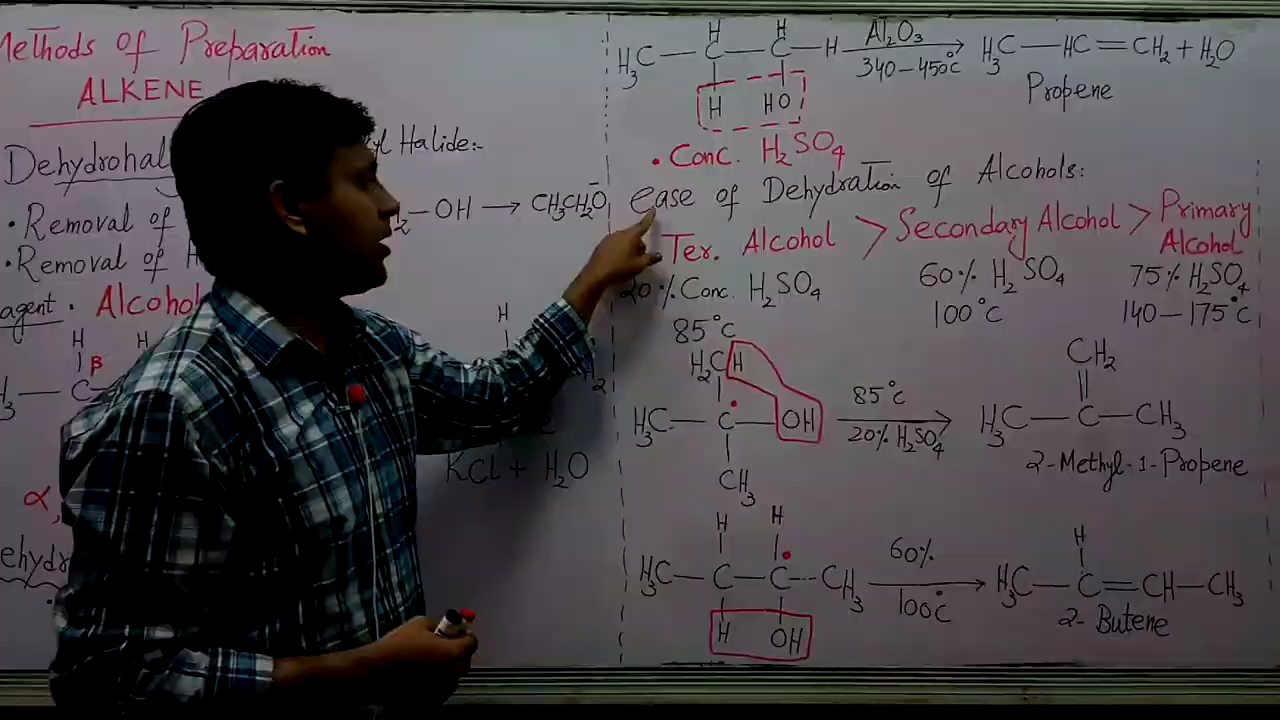 Methods of Preparation
ALKENE
Dehydrohal
yl Halide:-
• Removal of
• Removal of H
agent. Alcohol
H H
β
H
—OH → CH₃CH₂O⁻
H
KCl + H₂O
α,
ehydr
H₃C — C — C — H Al₂O₃ → H₃C — HC = CH₂ + H₂O
H H
340-450°C
H HO
Propene
• Conc. H₂SO₄
ease of Dehydration of Alcohols:
Ter. Alcohol > Secondary Alcohol > Primary Alcohol
20% Conc. H₂SO₄ 60% H₂SO₄ 75% H₂SO₄
85°C 100°C 140-175°C
H₂C H
CH₂
H₃C — C — OH 85°C → H₃C — C — CH₃
20% H₂SO₄
CH₃
2-Methyl-1-Propene
H H
H
H₃C — C — C -- CH₃ 60% → H₃C — C = CH — CH₃
100°C
H OH
2-Butene